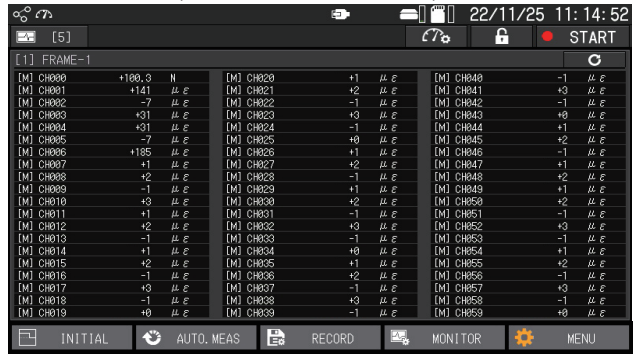 22/11/25 11:14:52
[5] START
[1] FRAME-1
[M] CH000 +100.3 N [M] CH020 +1 με [M] CH040 -1 με
[M] CH001 +141 με [M] CH021 +2 με [M] CH041 +3 με
[M] CH002 -7 με [M] CH022 -1 με [M] CH042 -1 με
[M] CH003 +31 με [M] CH023 +3 με [M] CH043 +0 με
[M] CH004 +31 με [M] CH024 -1 με [M] CH044 +1 με
[M] CH005 -7 με [M] CH025 +0 με [M] CH045 +2 με
[M] CH006 +185 με [M] CH026 +1 με [M] CH046 -1 με
[M] CH007 +1 με [M] CH027 +2 με [M] CH047 +1 με
[M] CH008 +2 με [M] CH028 -1 με [M] CH048 +2 με
[M] CH009 -1 με [M] CH029 +1 με [M] CH049 +1 με
[M] CH010 +3 με [M] CH030 +2 με [M] CH050 +2 με
[M] CH011 +1 με [M] CH031 -1 με [M] CH051 -1 με
[M] CH012 +2 με [M] CH032 +3 με [M] CH052 +3 με
[M] CH013 -1 με [M] CH033 -1 με [M] CH053 -1 με
[M] CH014 +1 με [M] CH034 +0 με [M] CH054 +1 με
[M] CH015 +2 με [M] CH035 +1 με [M] CH055 +2 με
[M] CH016 -1 με [M] CH036 +2 με [M] CH056 -1 με
[M] CH017 +3 με [M] CH037 -1 με [M] CH057 +3 με
[M] CH018 -1 με [M] CH038 +3 με [M] CH058 -1 με
[M] CH019 +0 με [M] CH039 -1 με [M] CH059 +0 με
INITIAL AUTO.MEAS RECORD MONITOR MENU